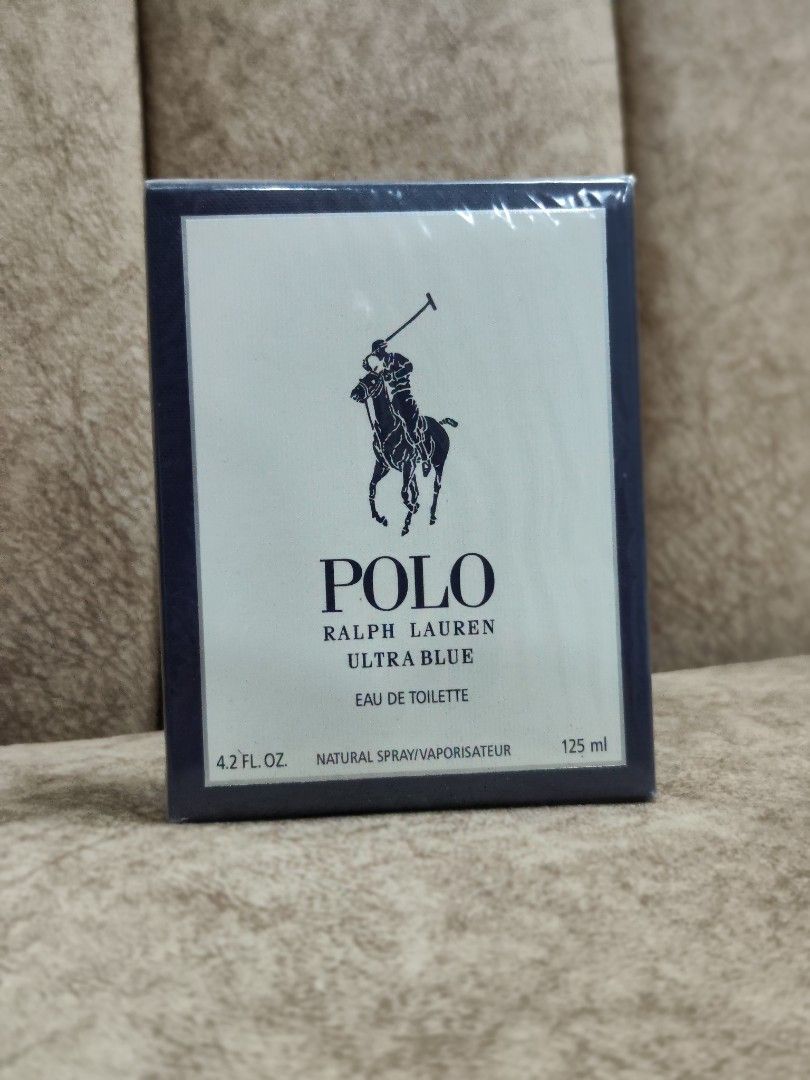 POLO
RALPH LAUREN
ULTRA BLUE
EAU DE TOILETTE
4.2 FL. OZ. NATURAL SPRAY/VAPORISATEUR 125 ml